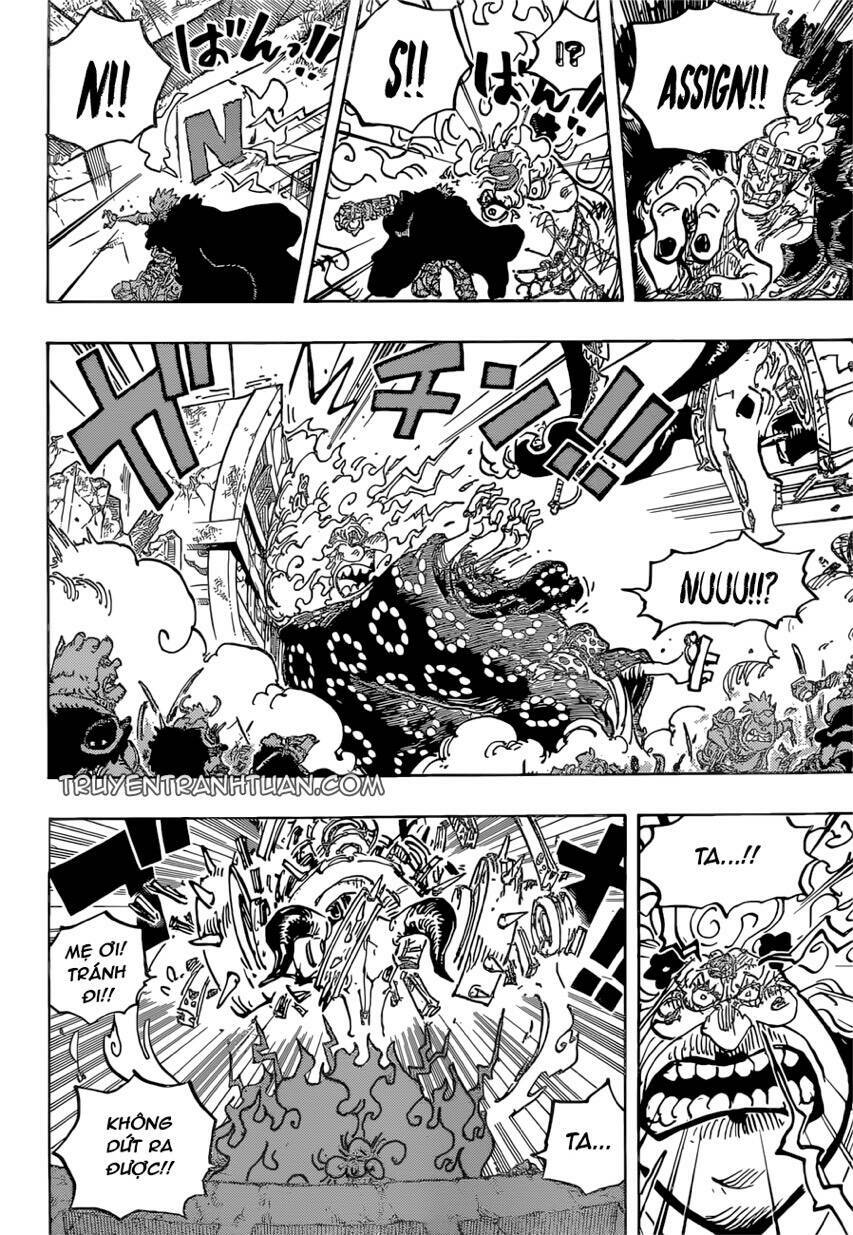 ASSIGN!!
!?
S!!
ばん!!
N!!
ばんっ!!
S
N
ガチン!!
NUUU!!?
TRUYENTRANHTUAN.COM
TA...!!
MẸ ƠI!
TRÁNH
ĐI!!
TA...
KHÔNG
DỨT RA
ĐƯỢC!!